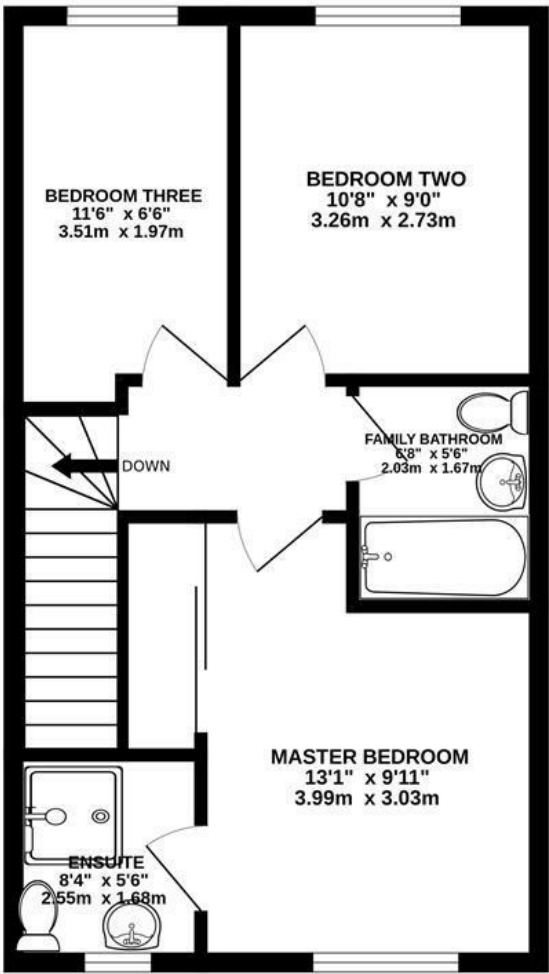 BEDROOM THREE
11'6" x 6'6"
3.51m x 1.97m
BEDROOM TWO
10'8" x 9'0"
3.26m x 2.73m
FAMILY BATHROOM
6'8" x 5'6"
2.03m x 1.67m
DOWN
MASTER BEDROOM
13'1" x 9'11"
3.99m x 3.03m
ENSUITE
8'4" x 5'6"
2.55m x 1.68m